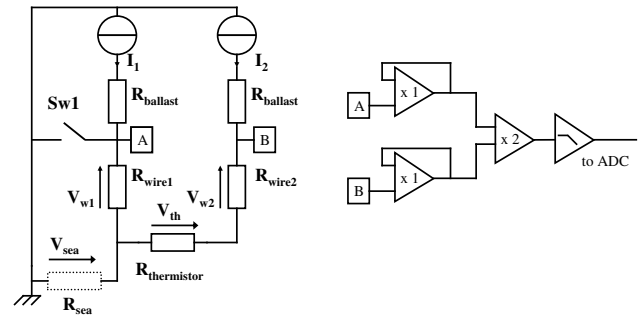 I1
I2
Rballast
Rballast
Sw1
A
B
Rwire1
Rwire2
Vw1
Vw2
Vth
Vsea
Rthermistor
Rsea
A
x 1
x 2
to ADC
B
x 1